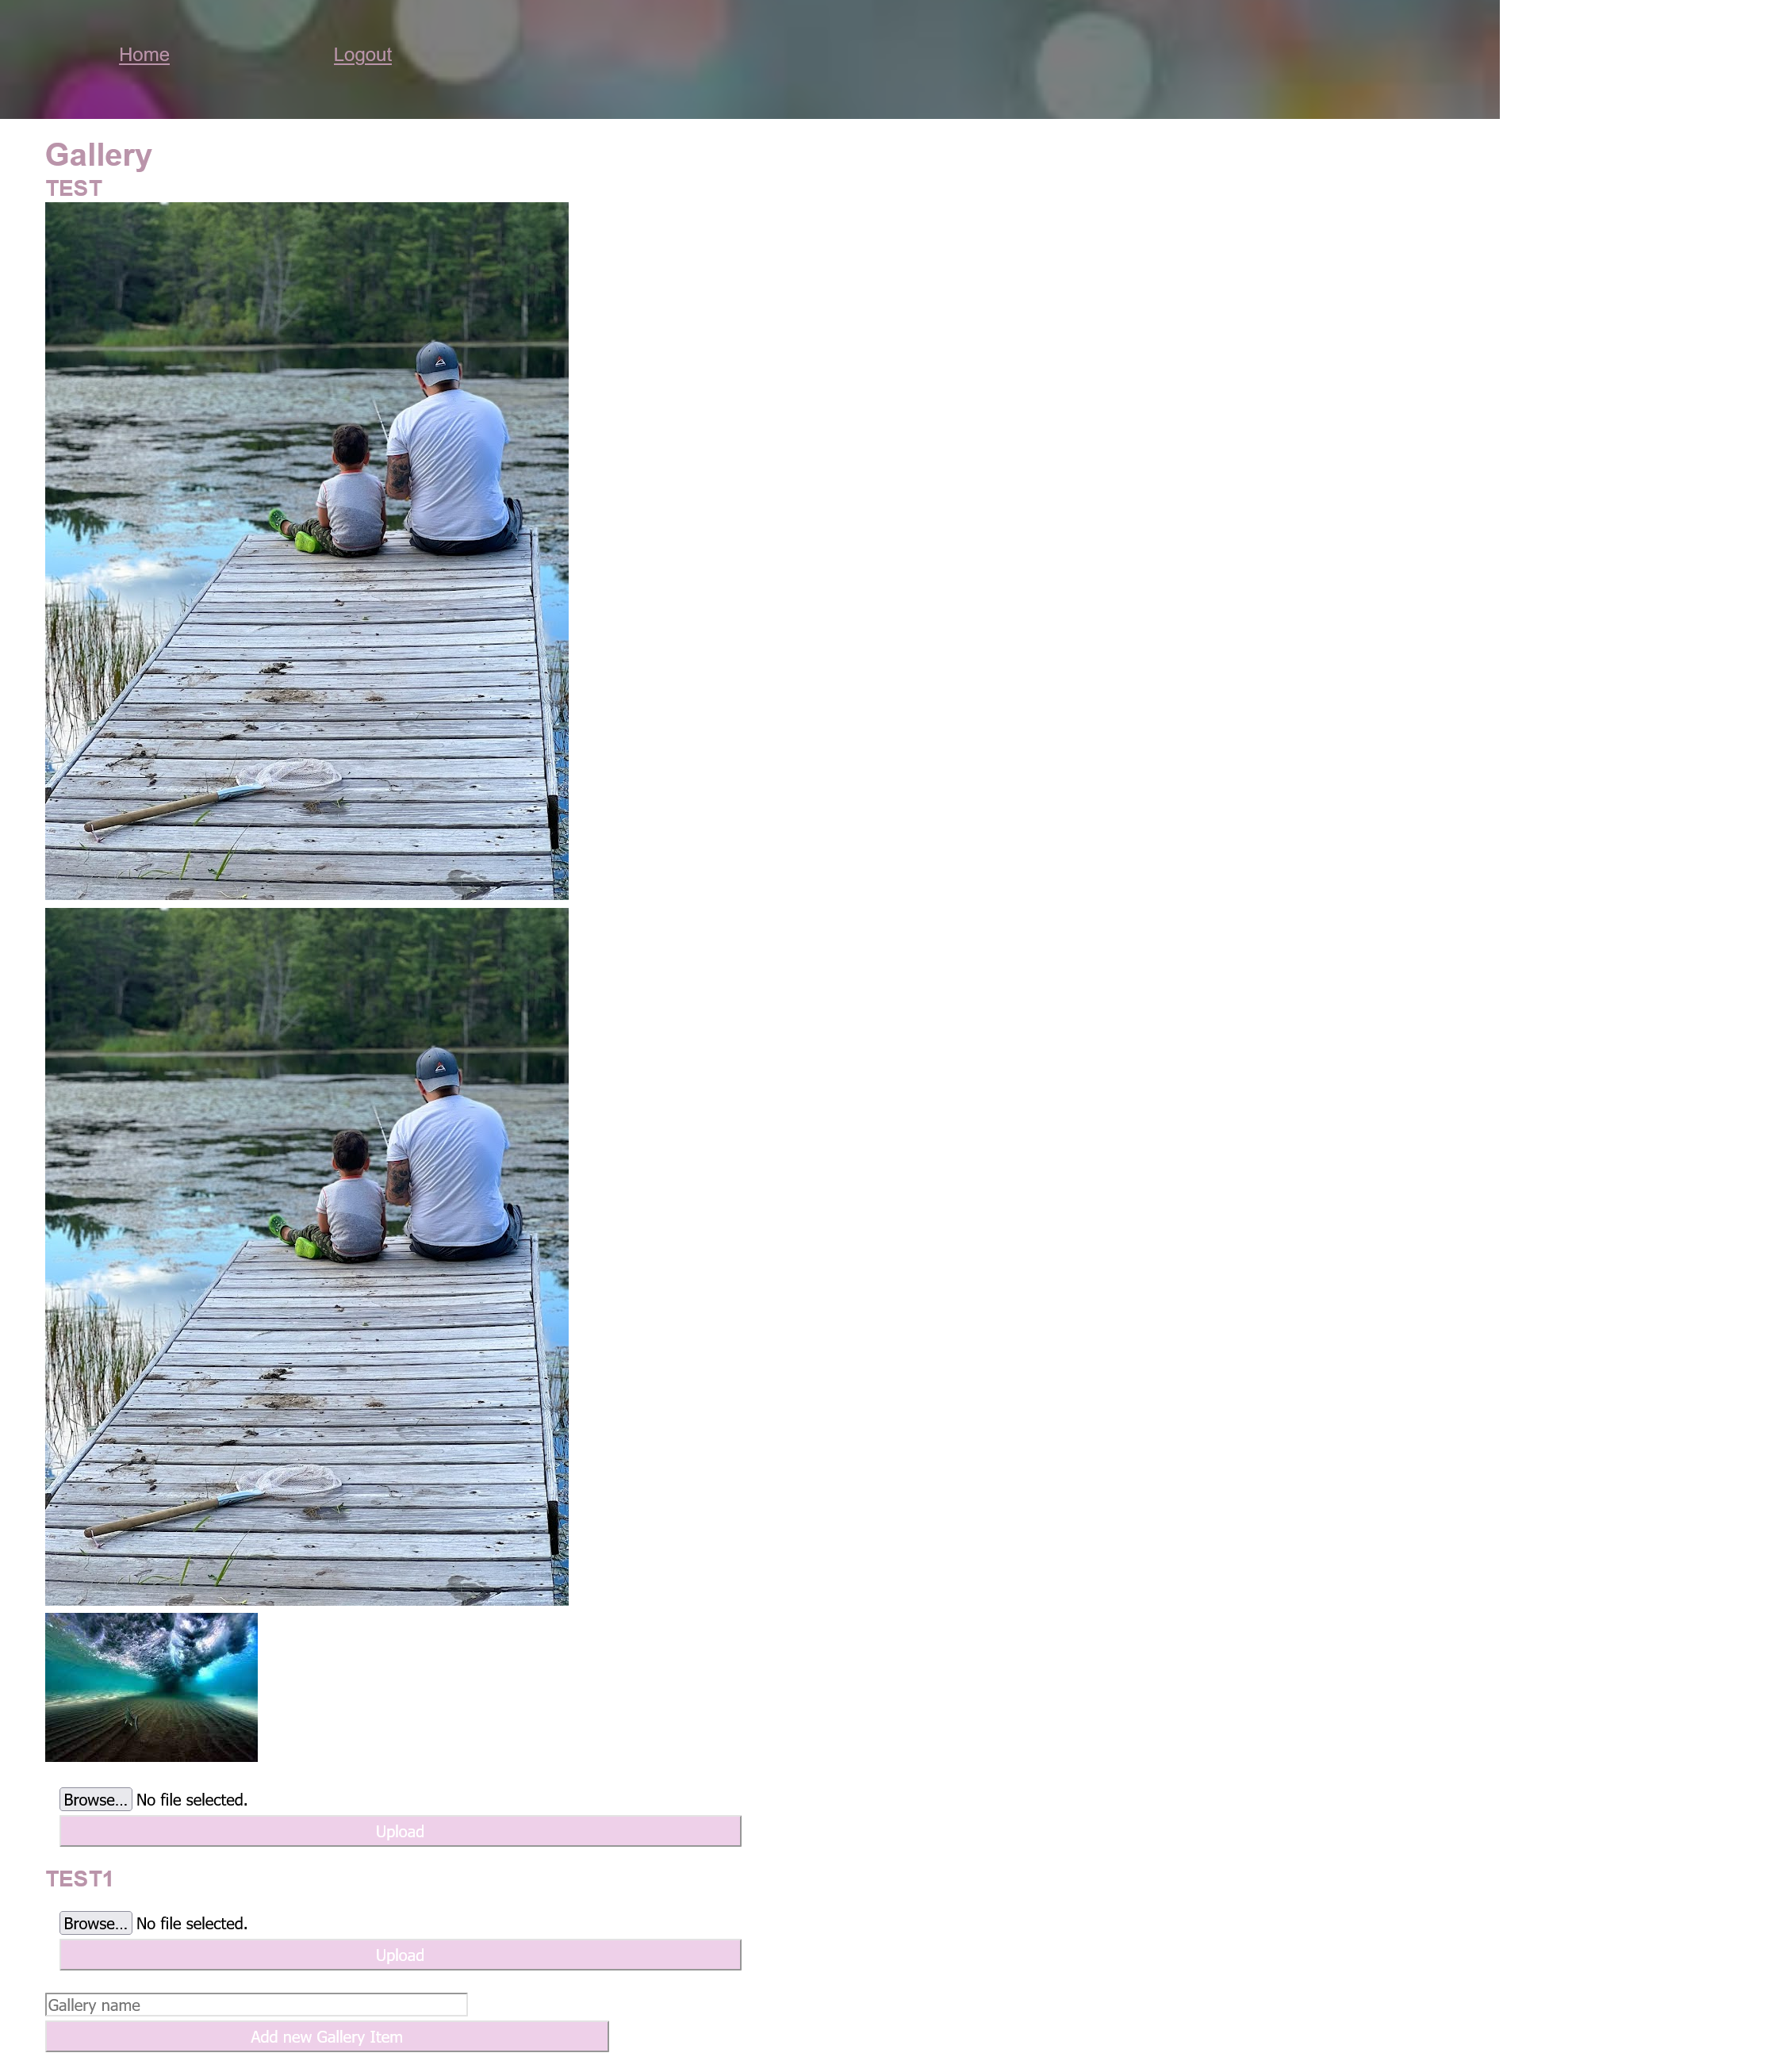 Home Logout
Gallery
TEST
Browse... No file selected.
Upload
TEST1
Browse... No file selected.
Upload
Gallery name
Add new Gallery Item